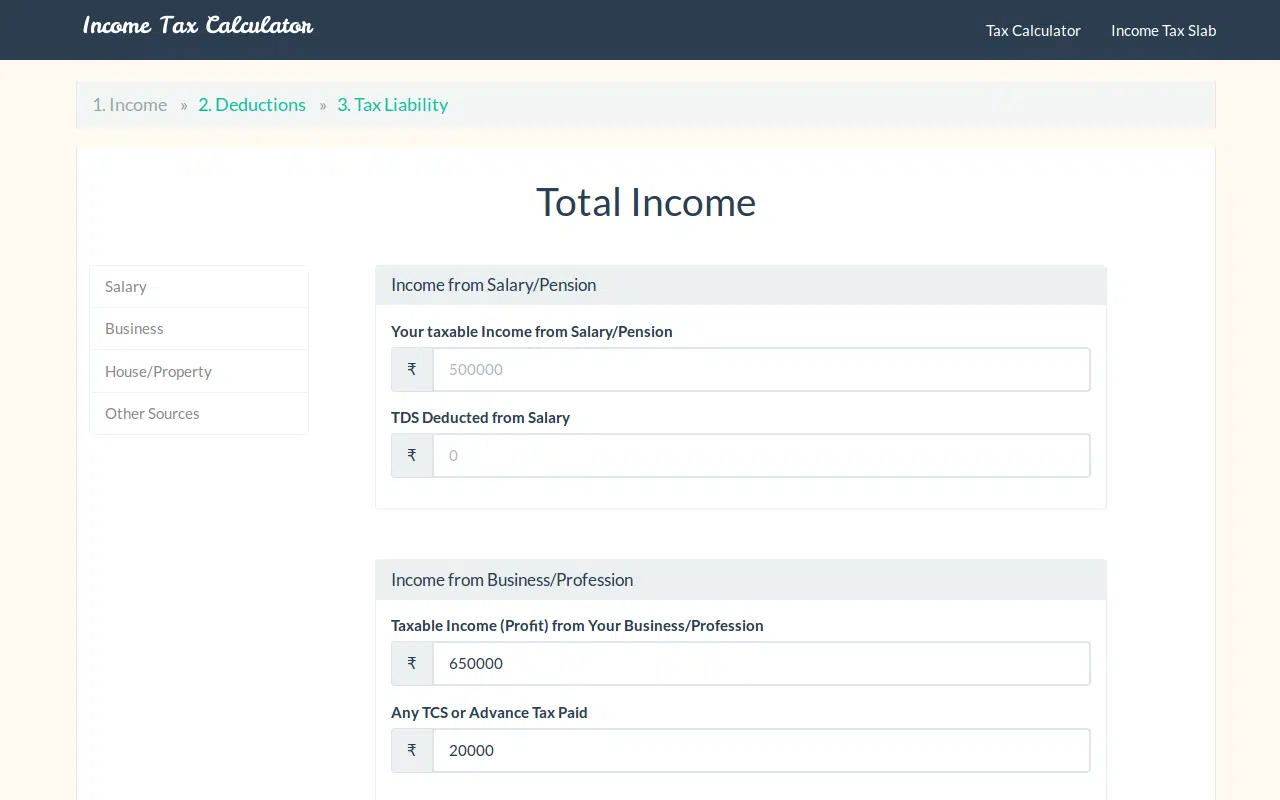 Income Tax Calculator
Tax Calculator
Income Tax Slab
1. Income » 2. Deductions » 3. Tax Liability
Total Income
Salary
Business
House/Property
Other Sources
Income from Salary/Pension
Your taxable Income from Salary/Pension
₹ 500000
TDS Deducted from Salary
₹ 0
Income from Business/Profession
Taxable Income (Profit) from Your Business/Profession
₹ 650000
Any TCS or Advance Tax Paid
₹ 20000